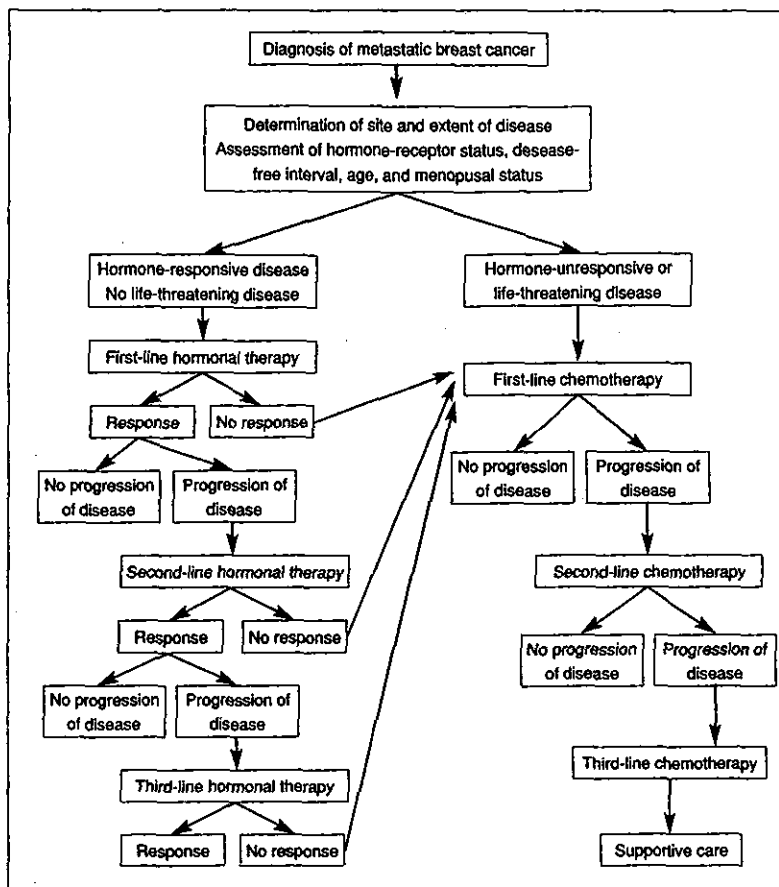 Diagnosis of metastatic breast cancer
Determination of site and extent of disease
Assessment of hormone-receptor status, desease-
free interval, age, and menopusal status
Hormone-responsive disease
No life-threatening disease
First-line hormonal therapy
Response
No response
No progression
of disease
Progression of
disease
Second-line hormonal therapy
Response
No response
No progression
of disease
Progression of
disease
Third-line hormonal therapy
Response
No response
Hormone-unresponsive or
life-threatening disease
First-line chemotherapy
No progression
of disease
Progression of
disease
Second-line chemotherapy
No progression
of disease
Progression of
disease
Third-line chemotherapy
Supportive care